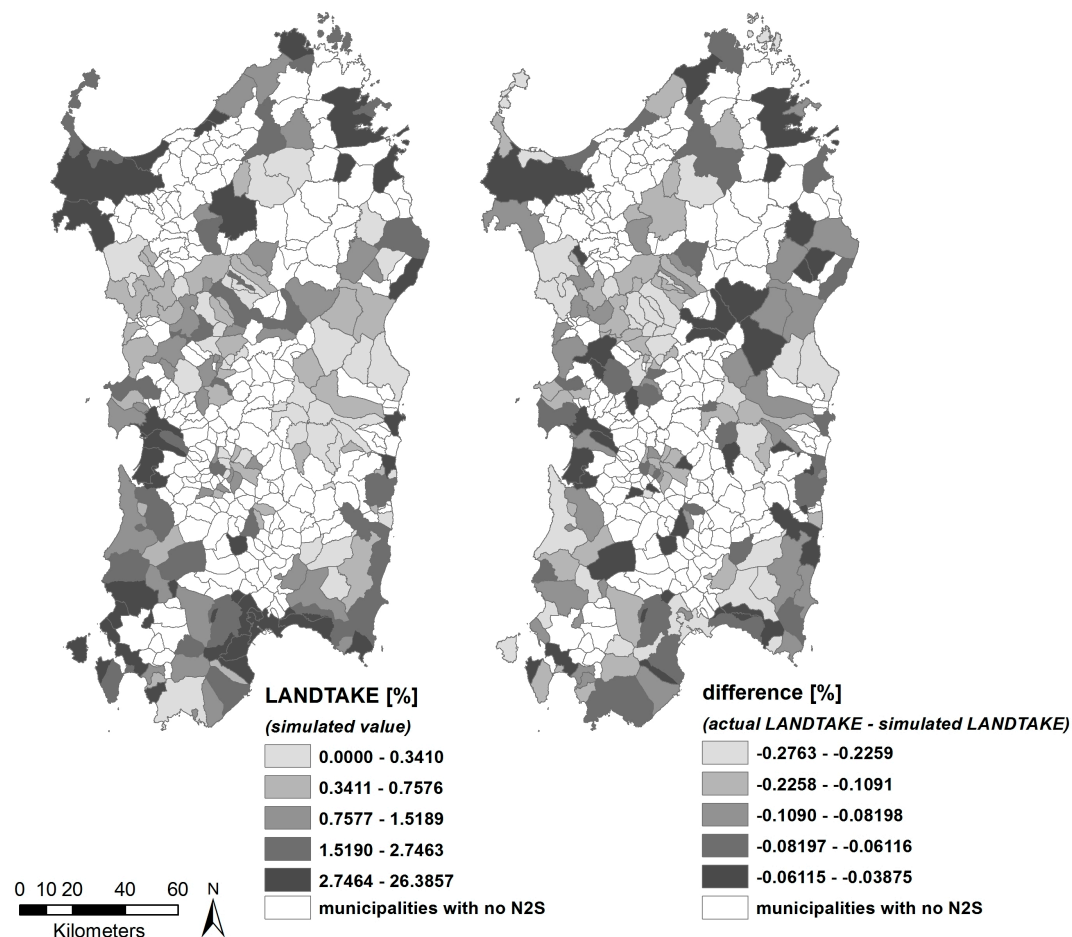 LANDTAKE [%]
(simulated value)
0.0000 - 0.3410
0.3411 - 0.7576
0.7577 - 1.5189
1.5190 - 2.7463
2.7464 - 26.3857
municipalities with no N2S
difference [%]
(actual LANDTAKE - simulated LANDTAKE)
-0.2763 - -0.2259
-0.2258 - -0.1091
-0.1090 - -0.08198
-0.08197 - -0.06116
-0.06115 - -0.03875
municipalities with no N2S
0 10 20 40 60 N
Kilometers